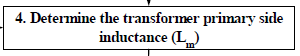 4. Determine the transformer primary side
inductance (Lm)